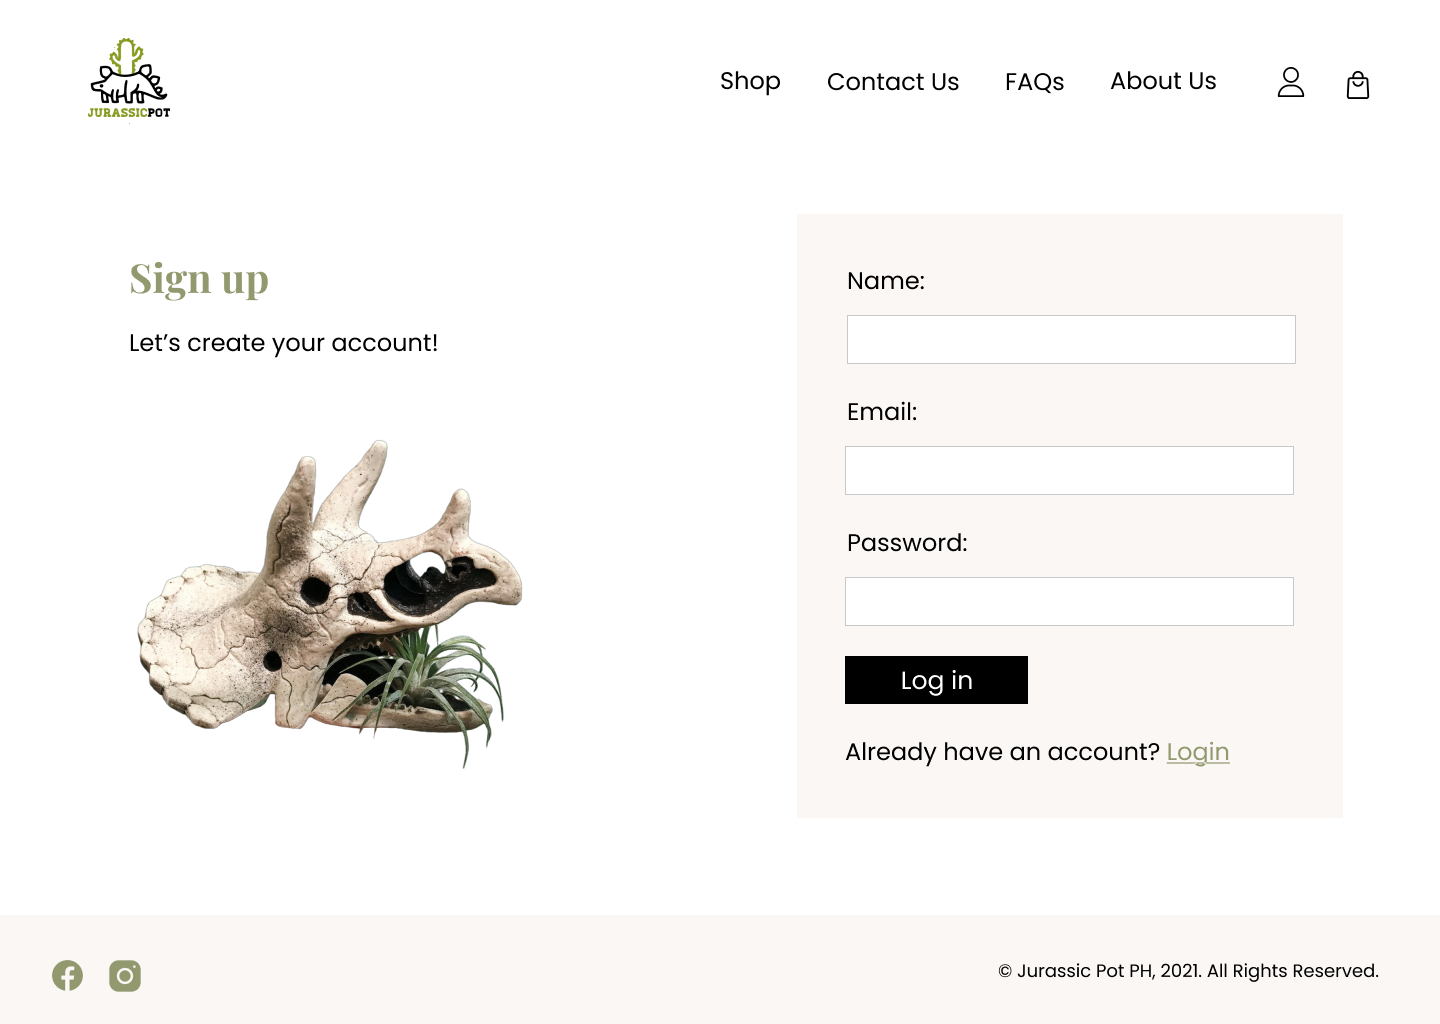 JURASSICPOT
Shop
Contact Us
FAQs
About Us
Sign up
Let’s create your account!
Name:
Email:
Password:
Log in
Already have an account? Login
© Jurassic Pot PH, 2021. All Rights Reserved.